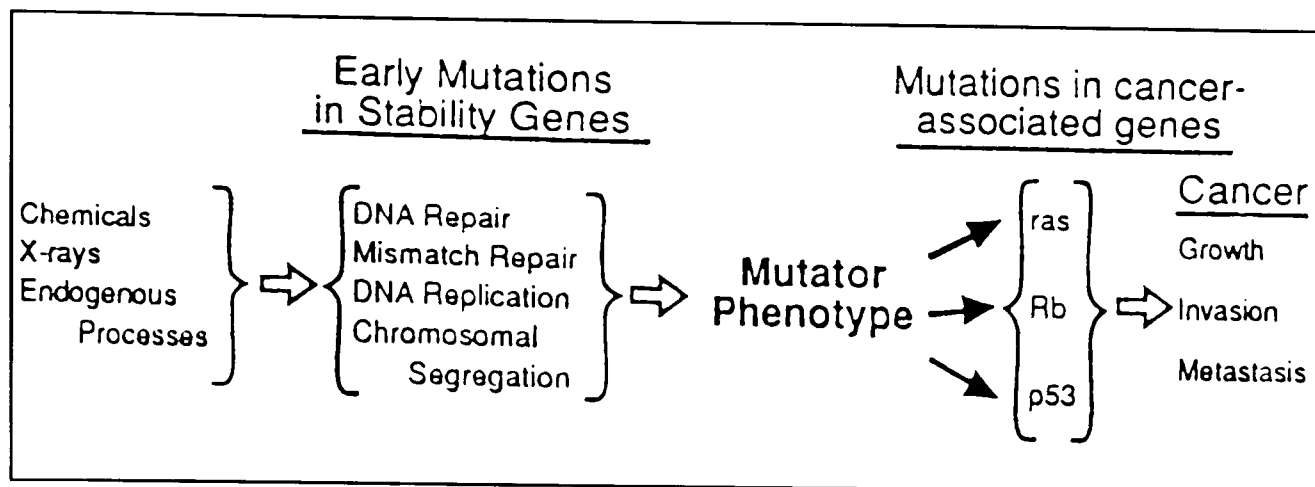 Early Mutations
in Stability Genes
Mutations in cancer-
associated genes
Chemicals
X-rays
Endogenous
Processes
DNA Repair
Mismatch Repair
DNA Replication
Chromosomal
Segregation
Mutator
Phenotype
ras
Rb
p53
Cancer
Growth
Invasion
Metastasis